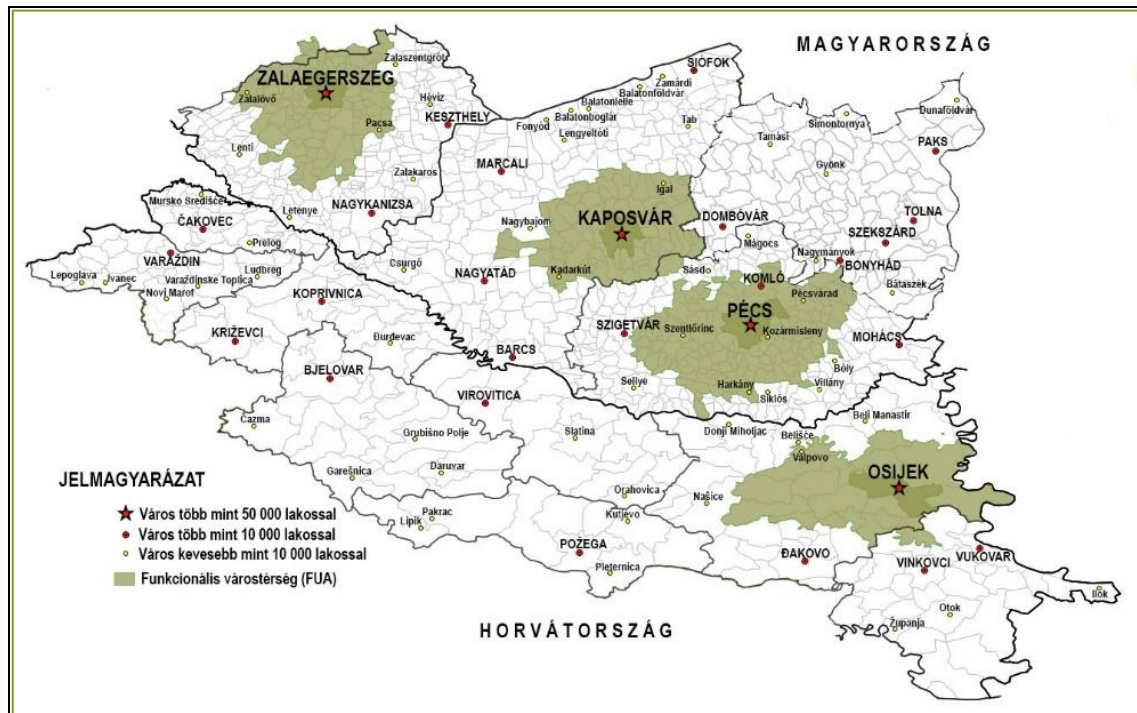 MAGYARORSZÁG
SIÓFOK
Zalaszentgrót
ZALAEGERSZEG
Zamárdi
Balatonföldvár
Zalalövő
Hévíz
Balatonlelle
Balatonboglár
Dunaföldvár
KESZTHELY
Fonyód
Lengyeltóti
Tab
Simontornya
Pacsa
Tamási
PAKS
Lenti
MARCALI
Gyönk
Zalakaros
Igal
Mursko Središće
Letenye
NAGYKANIZSA
KAPOSVÁR
DOMBÓVÁR
TOLNA
ČAKOVEC
Nagybajom
Mágocs
SZEKSZÁRD
Prelog
VARAŽDIN
Csurgó
Kadarkút
Sásd
Nagymányok
BONYHÁD
Lepoglava
Ivanec
Varaždinske Toplice
Ludbreg
NAGYATÁD
KOMLÓ
Bátaszék
Novi Marof
KOPRIVNICA
Pécsvárad
PÉCS
KRIŽEVCI
SZIGETVÁR
Szentlőrinc
Kozármisleny
MOHÁCS
Đurđevac
BARCS
Bóly
BJELOVAR
Sellye
Harkány
Siklós
Villány
VIROVITICA
Čazma
Grubišno Polje
Slatina
Donji Miholjac
Belišće
Beli Manastir
Valpovo
Garešnica
Daruvar
OSIJEK
JELMAGYARÁZAT
Orahovica
Našice
Város több mint 50 000 lakossal
Lipik
Pakrac
Kutjevo
Város több mint 10 000 lakossal
Város kevesebb mint 10 000 lakossal
POŽEGA
ĐAKOVO
VINKOVCI
VUKOVAR
Funkcionális várostérség (FUA)
Pleternica
Ilok
Otok
Županja
HORVÁTORSZÁG